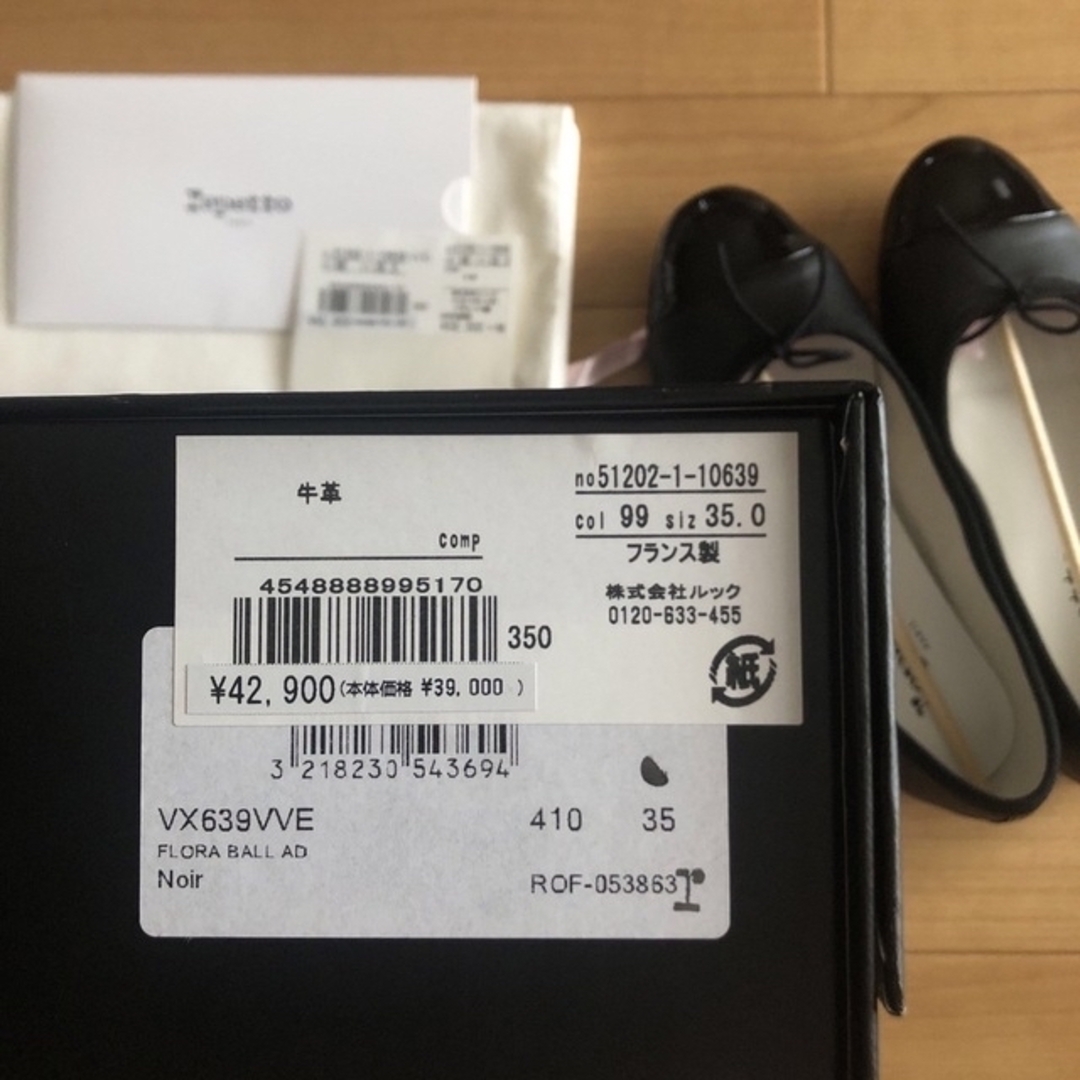 Repetto
牛革
comp
no51202-1-10639
col 99 siz 35.0
フランス製
株式会社ルック
0120-633-455
4548888995170
350
¥42,900(本体価格 ¥39,000 )
紙
3 218230 543694
VX639VVE 410 35
FLORA BALL AD
Noir ROF-053863